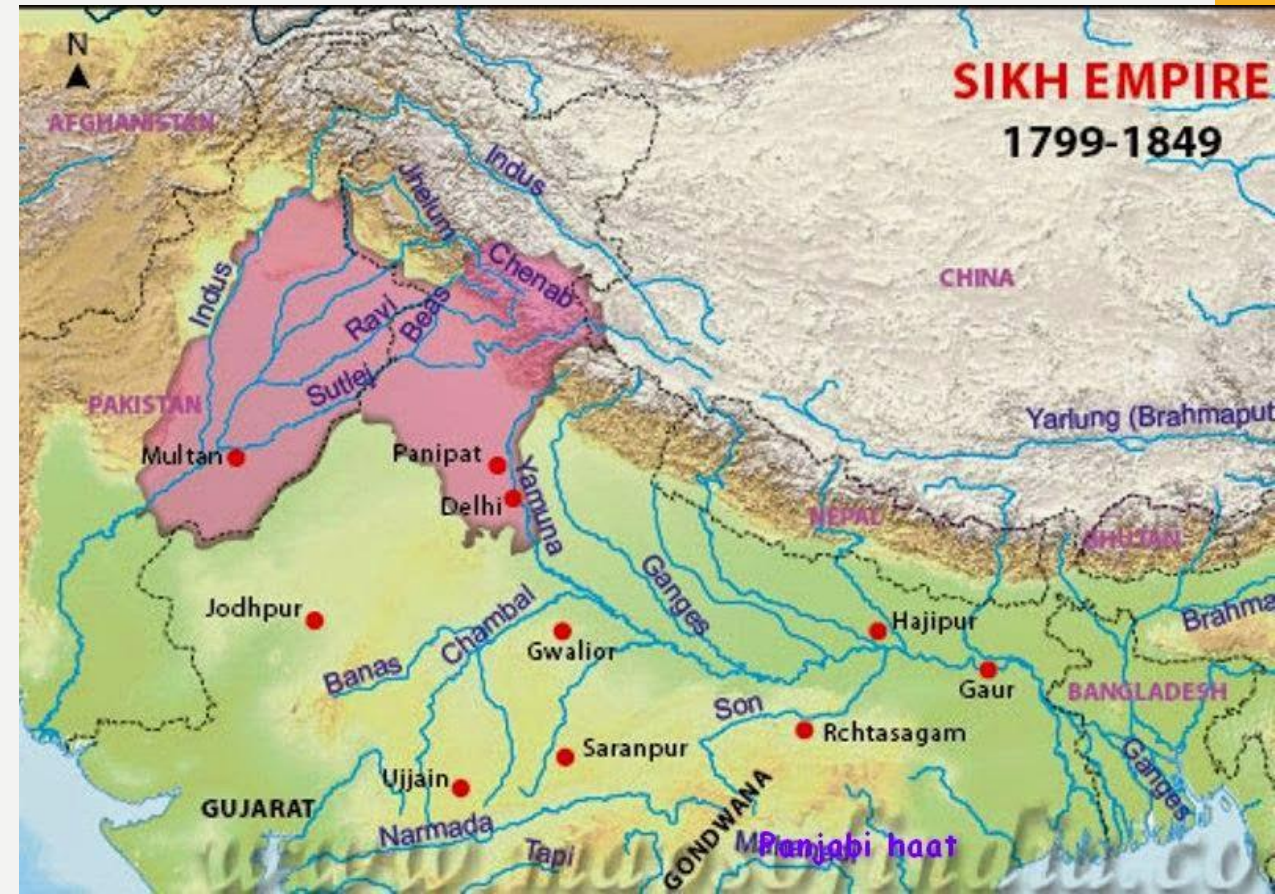 N
SIKH EMPIRE
1799-1849
AFGHANISTAN
Indus
Jhelum
Chenab
CHINA
Indus
Ravi
Beas
Sutlej
PAKISTAN
Yarlung (Brahmaput
Multan
Panipat
Delhi
Yamuna
NEPAL
BHUTAN
Ganges
Jodhpur
Chambal
Hajipur
Brahma
Gwalior
Banas
Gaur
BANGLADESH
Son
Rchtasagam
Saranpur
Ujjain
Ganges
GUJARAT
GONDWANA
Narmada
Tapi
Panjabi haat